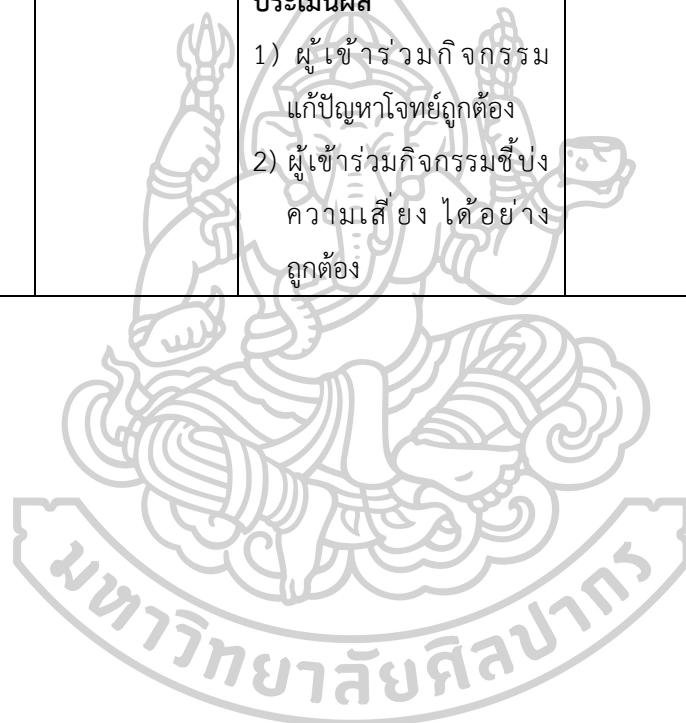 ประเมินผล
1) ผู้เข้าร่วมกิจกรรม
แก้ปัญหาโจทย์ถูกต้อง
2) ผู้เข้าร่วมกิจกรรมชี้บ่ง
ความเสี่ยง ได้อย่าง
ถูกต้อง
มหาวิทยาลัยศิลปากร